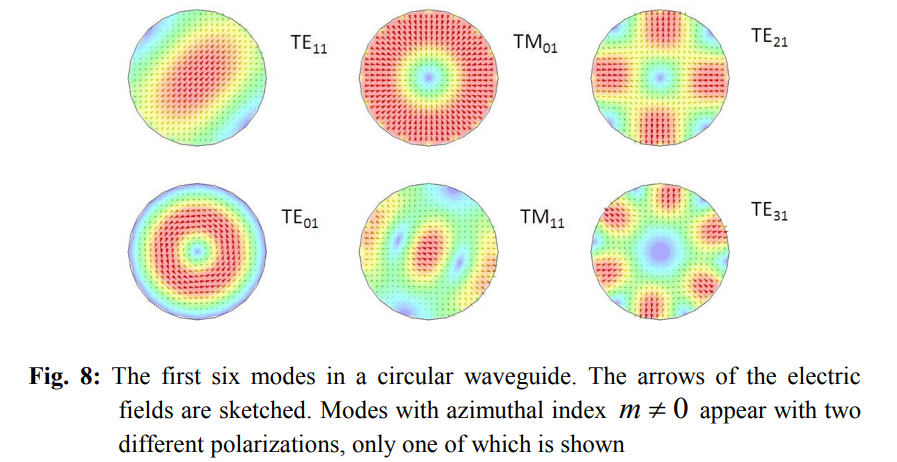 TE11
TM01
TE21
TE01
TM11
TE31
Fig. 8: The first six modes in a circular waveguide. The arrows of the electric
fields are sketched. Modes with azimuthal index m ≠ 0 appear with two
different polarizations, only one of which is shown